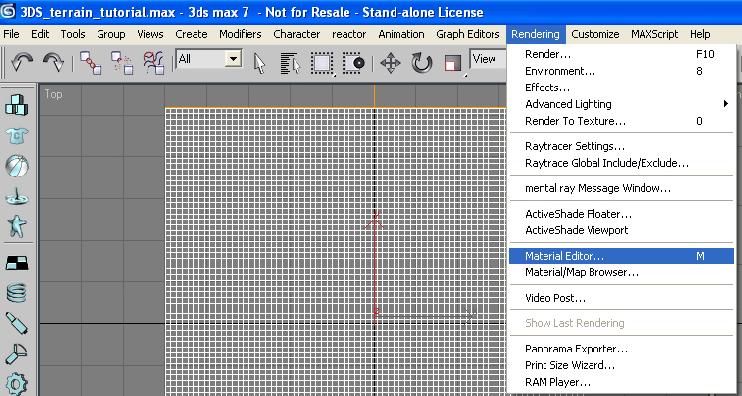 3DS_terrain_tutorial.max - 3ds max 7 - Not for Resale - Stand-alone License
File Edit Tools Group Views Create Modifiers Character reactor Animation Graph Editors Rendering Customize MAXScript Help
All View
Top
Render... F10
Environment... 8
Effects...
Advanced Lighting
Render To Texture... 0
Raytracer Settings...
Raytrace Global Include/Exclude...
mental ray Message Window...
ActiveShade Floater...
ActiveShade Viewport
Material Editor... M
Material/Map Browser...
Video Post...
Show Last Rendering
Panorama Exporter...
Print Size Wizard...
RAM Player...